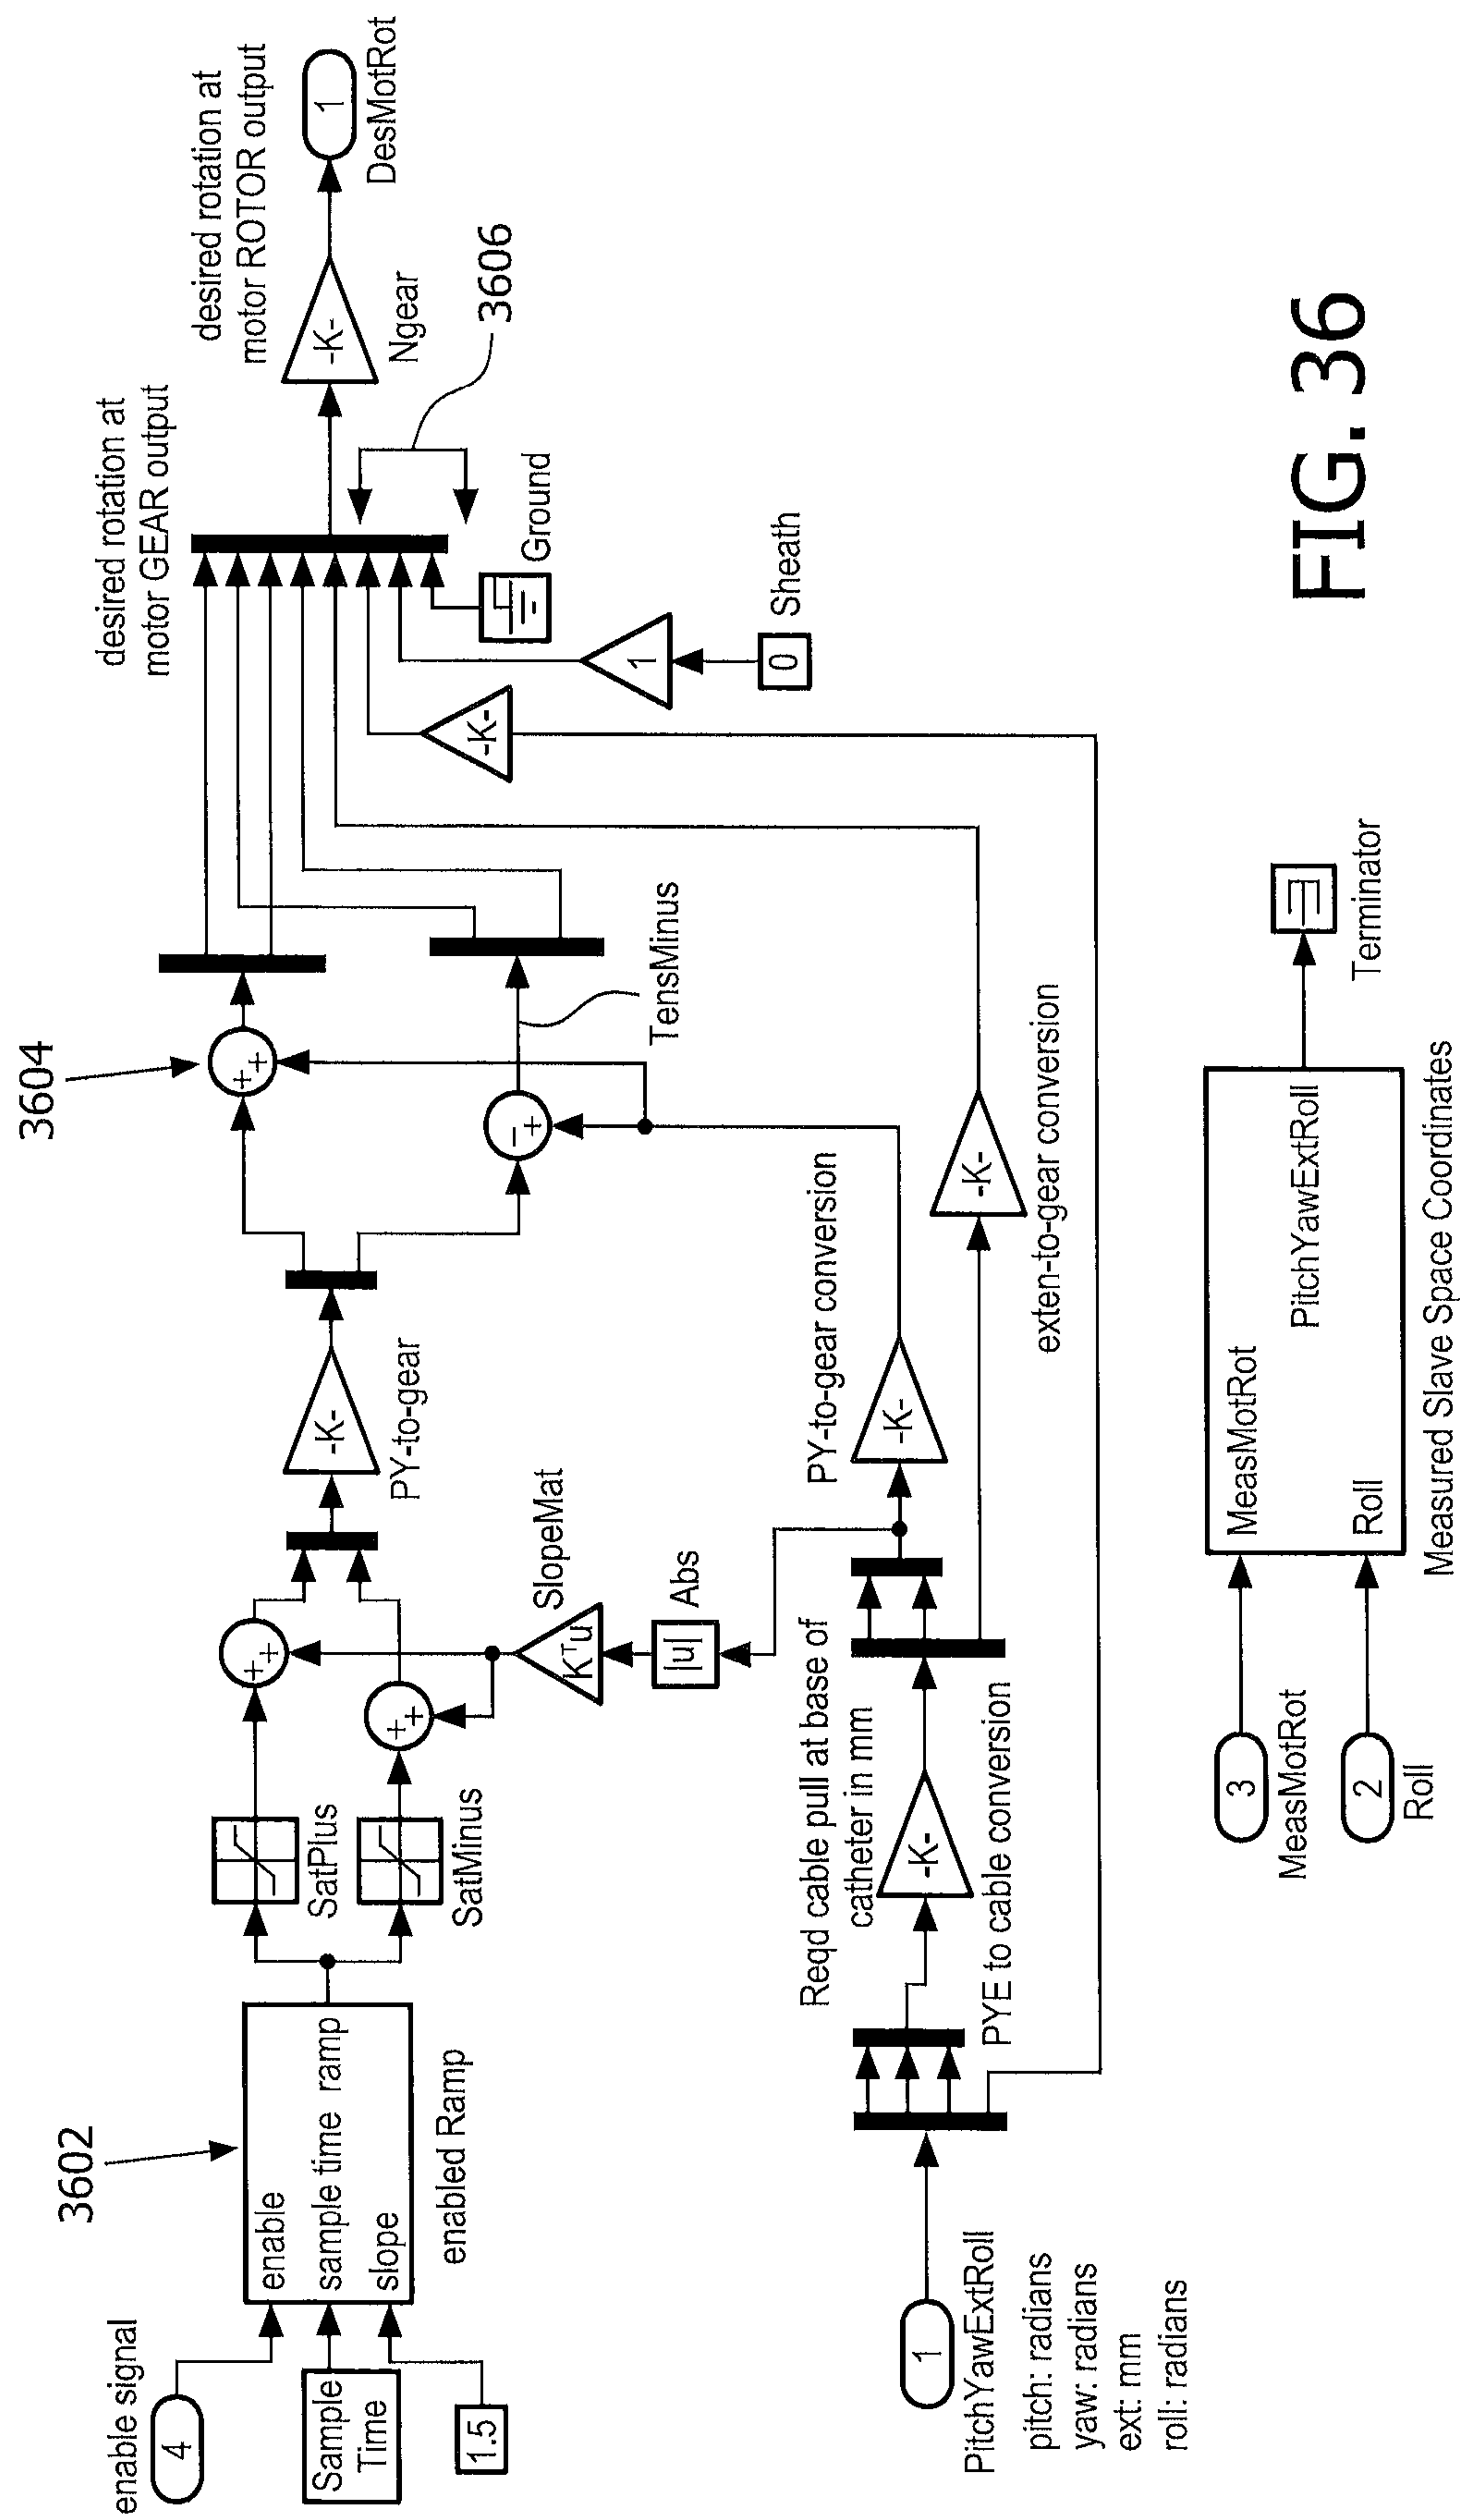 enable signal
4
Sample
Time
1.5
3602
enable
sample time ramp
slope
enabled Ramp
SatPlus
SatMinus
+
+
+
+
SlopeMat
KTu
Abs
|u|
-K-
PY-to-gear
3604
+
+
−
+
TensMinus
desired rotation at
motor GEAR output
desired rotation at
motor ROTOR output
-K-
Ngear
1
DesMotRot
3606
Ground
1
0
Sheath
-K-
1
PitchYawExtRoll
pitch: radians
yaw: radians
ext: mm
roll: radians
Reqd cable pull at base of
catheter in mm
-K-
PYE to cable conversion
PY-to-gear conversion
-K-
-K-
exten-to-gear conversion
3
MeasMotRot
2
Roll
MeasMotRot
PitchYawExtRoll
Roll
Measured Slave Space Coordinates
Terminator
FIG. 36